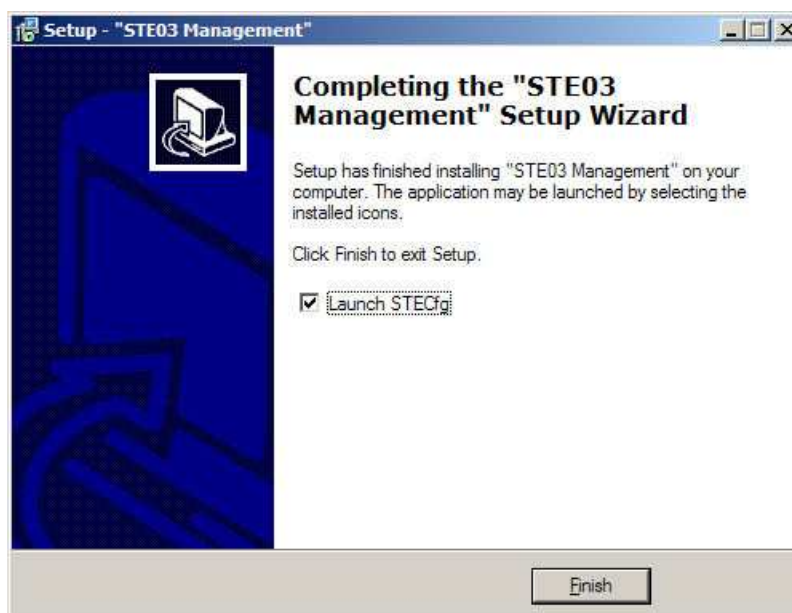 Setup - "STE03 Management"
Completing the "STE03
Management" Setup Wizard
Setup has finished installing "STE03 Management" on your
computer. The application may be launched by selecting the
installed icons.
Click Finish to exit Setup.
Launch STECfg
Finish